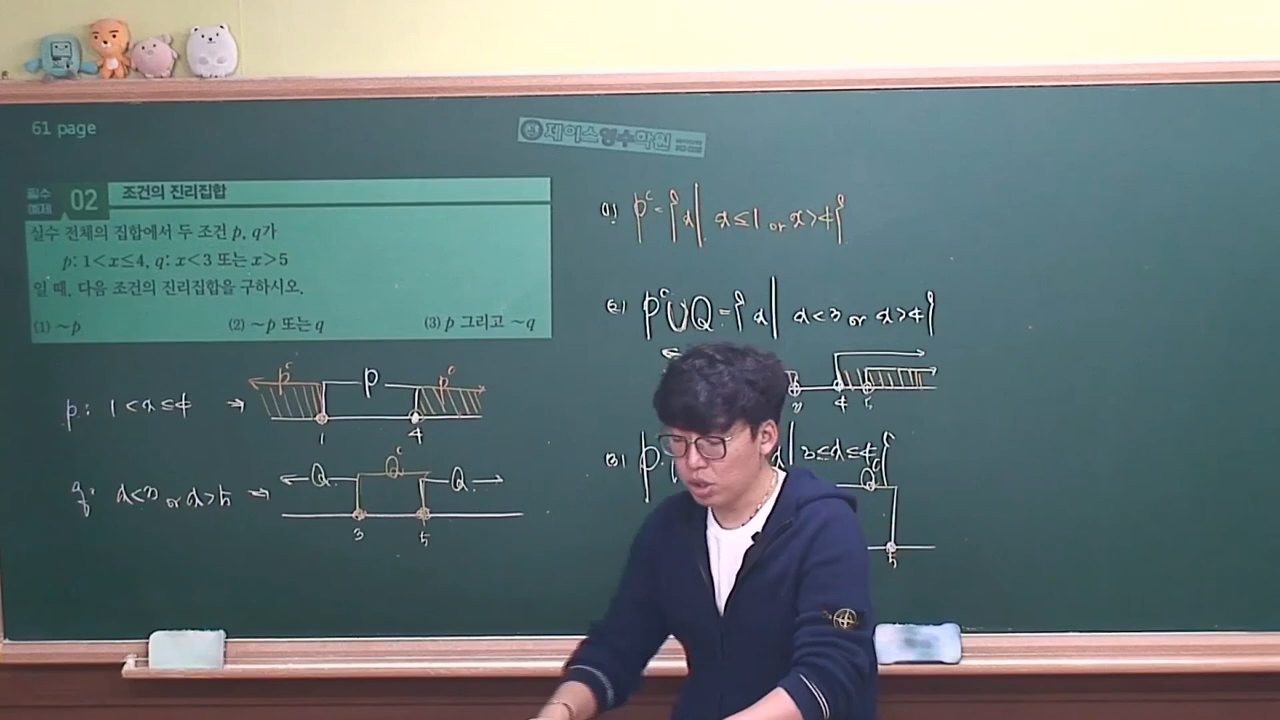 61 page
제이스영수학원
필수 예제 02 조건의 진리집합
실수 전체의 집합에서 두 조건 p, q가
p: 1<x≤4, q: x<3 또는 x>5
일 때, 다음 조건의 진리집합을 구하시오.
(1) ~p (2) ~p 또는 q (3) p 그리고 ~q
p: 1<x≤4 →
P^c P P^c
1 4
q: x<3 or x>5 →
Q Q^c Q
3 5
(1) P^c={x| x≤1 or x>4}
(2) P^c∪Q={x| x<3 or x>4}
3 4 5
(3) P x|3≤x≤4}
Q^c
5